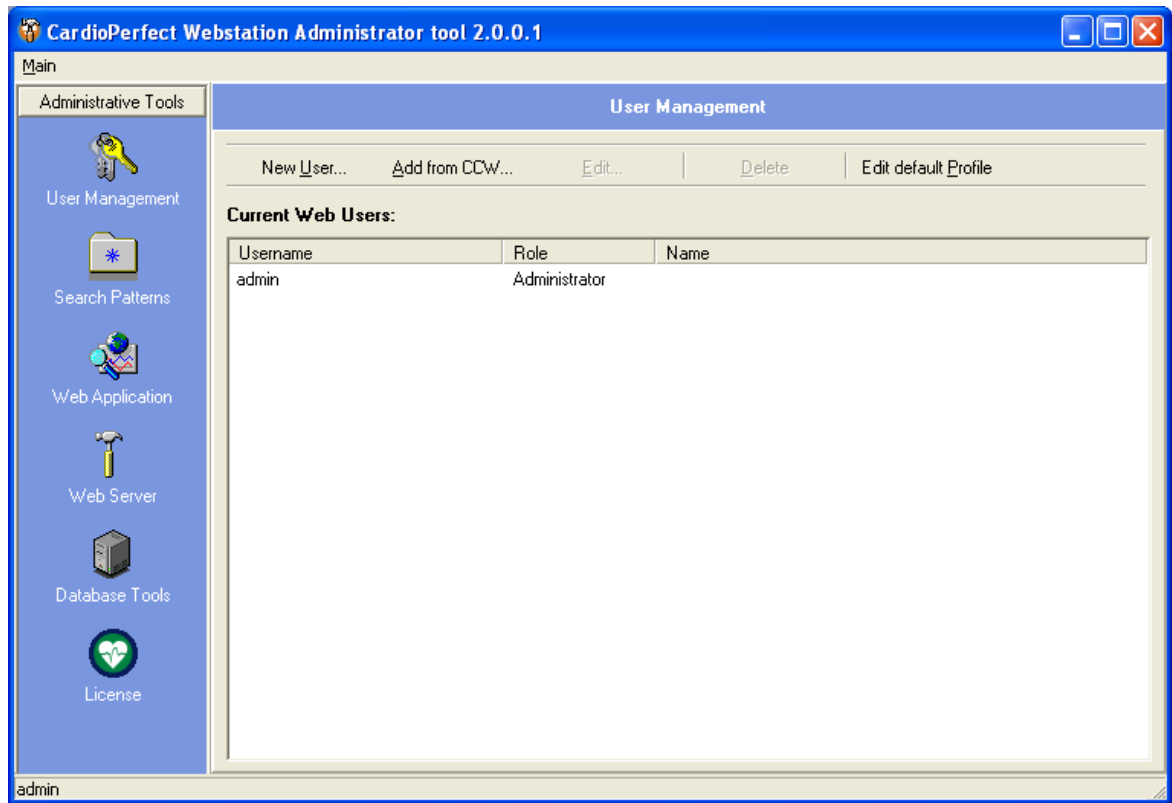 CardioPerfect Webstation Administrator tool 2.0.0.1
Main
Administrative Tools
User Management
Search Patterns
Web Application
Web Server
Database Tools
License
User Management
New User... Add from CCW... Edit... Delete Edit default Profile
Current Web Users:
Username Role Name
admin Administrator
admin